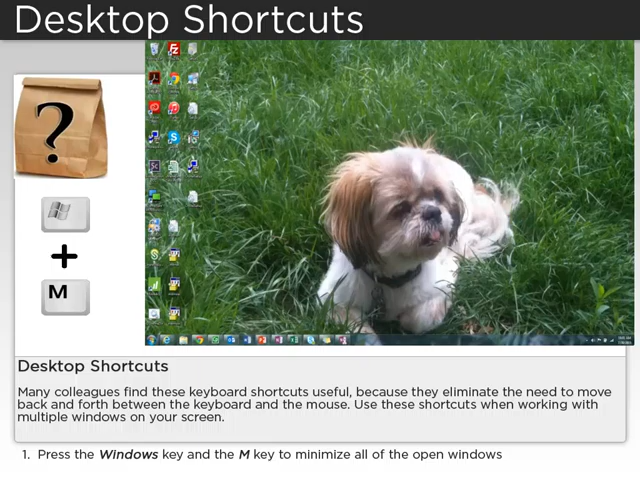 Desktop Shortcuts
?
+
M
Desktop Shortcuts
Many colleagues find these keyboard shortcuts useful, because they eliminate the need to move
back and forth between the keyboard and the mouse. Use these shortcuts when working with
multiple windows on your screen.
1. Press the Windows key and the M key to minimize all of the open windows